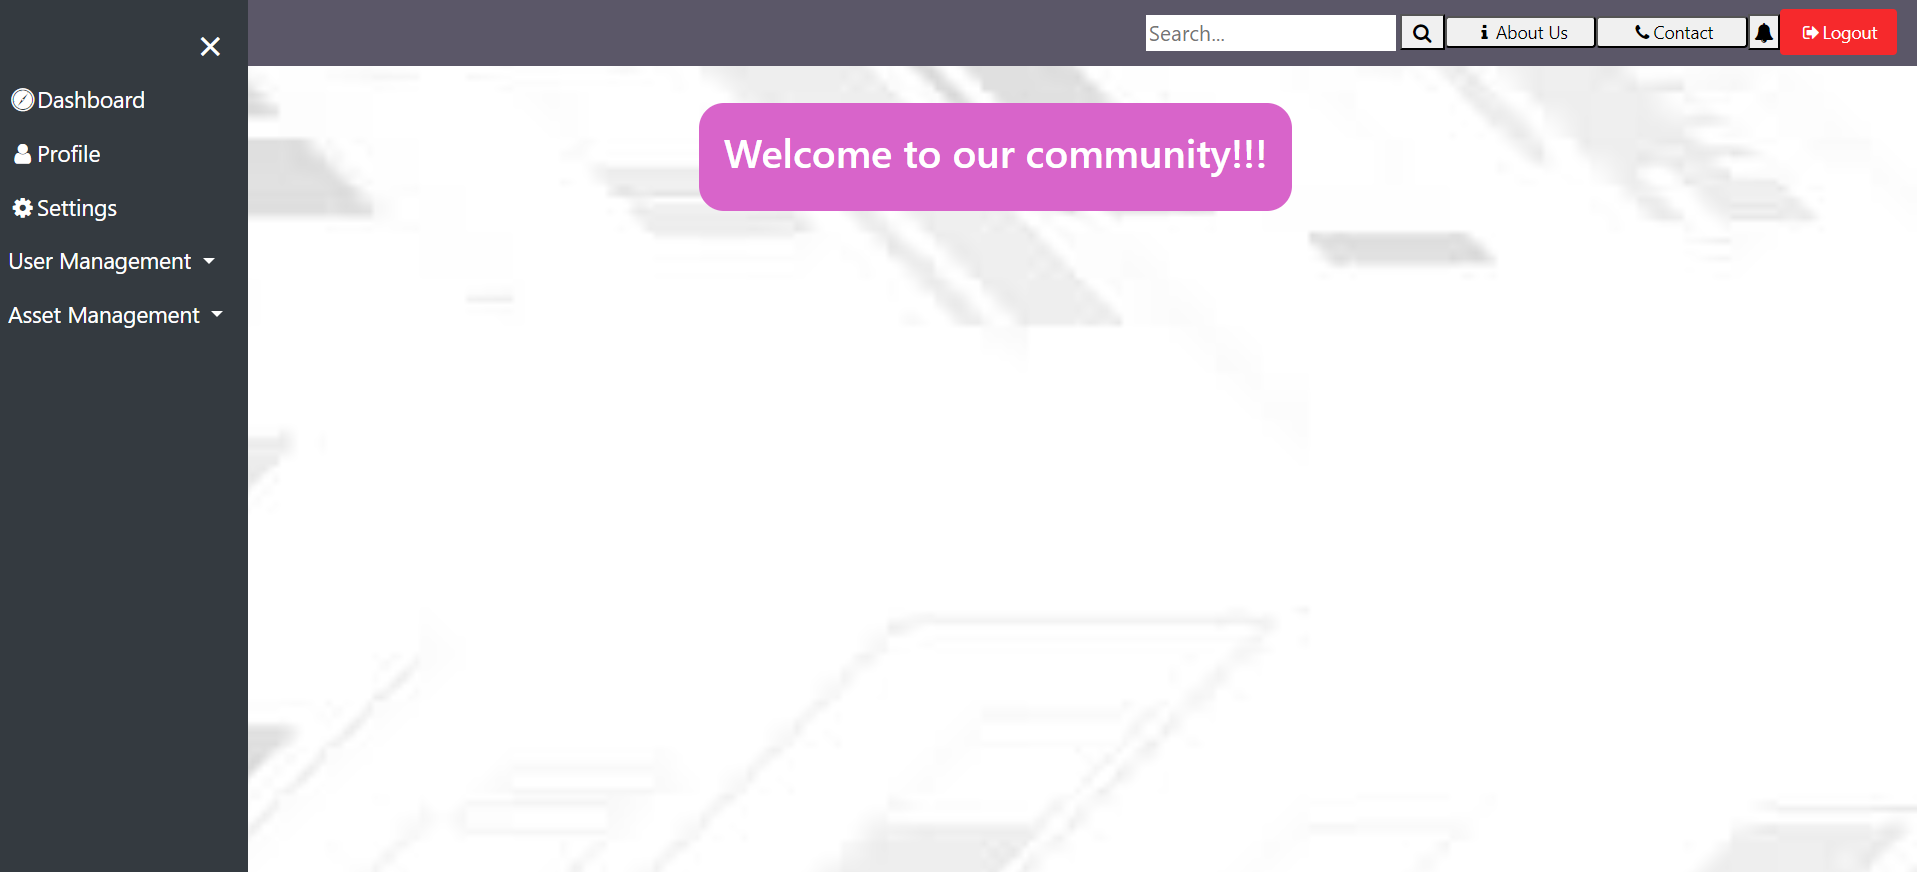 Search...
About Us
Contact
Logout
Dashboard
Profile
Settings
User Management
Asset Management
Welcome to our community!!!